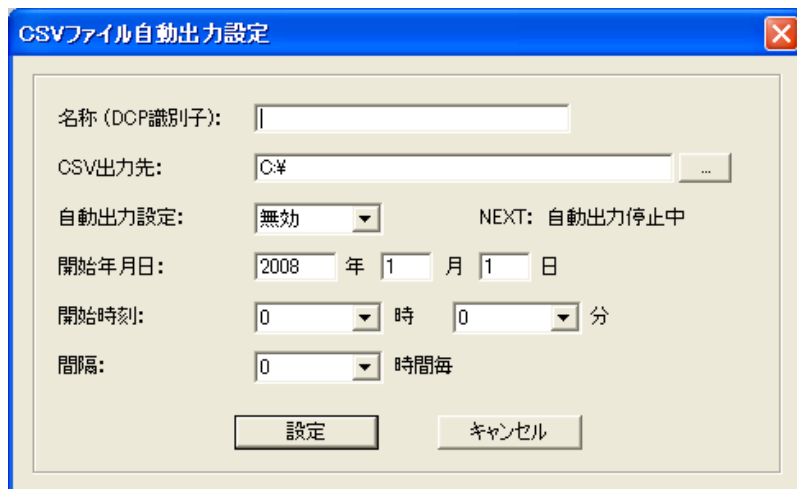 CSVファイル自動出力設定
名称(DCP識別子):
CSV出力先: C:¥ ...
自動出力設定: 無効 NEXT: 自動出力停止中
開始年月日: 2008 年 1 月 1 日
開始時刻: 0 時 0 分
間隔: 0 時間毎
設定 キャンセル